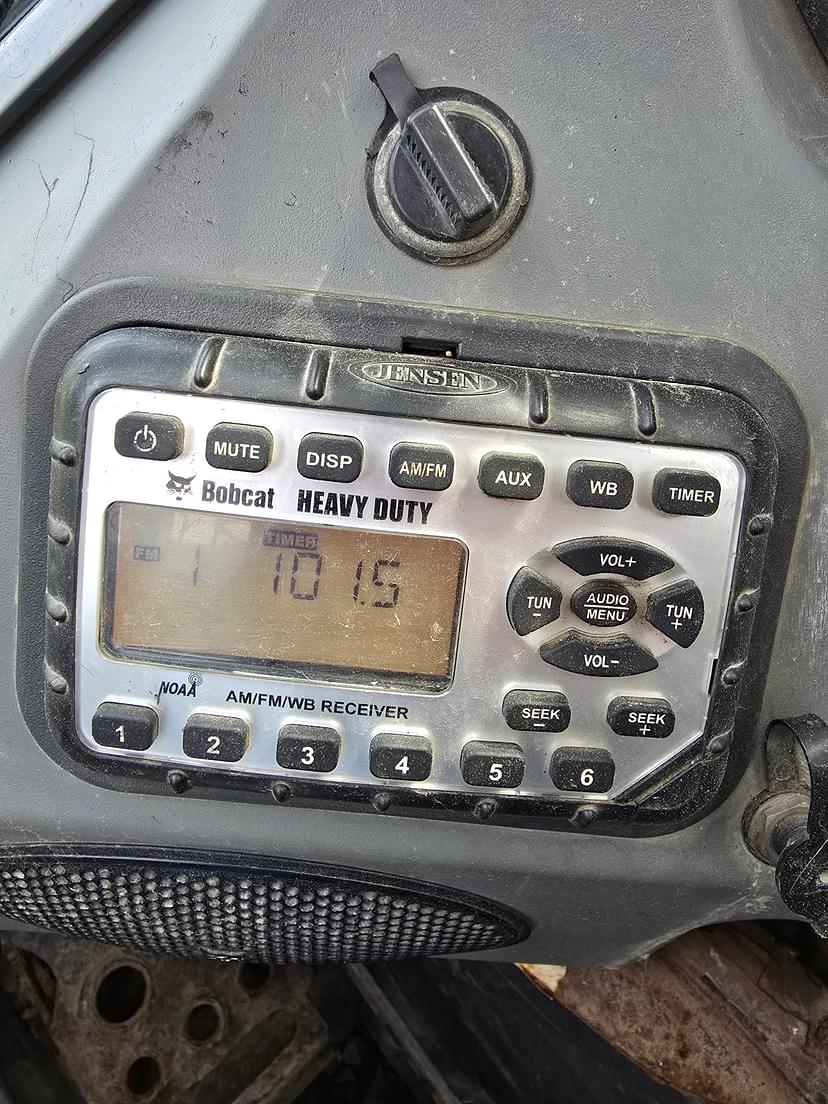 JENSEN
MUTE DISP AM/FM AUX WB TIMER
Bobcat HEAVY DUTY
TIMER
FM 1 101.5
VOL+
TUN - AUDIO MENU TUN +
VOL-
NOAA AM/FM/WB RECEIVER
SEEK - SEEK +
1 2 3 4 5 6